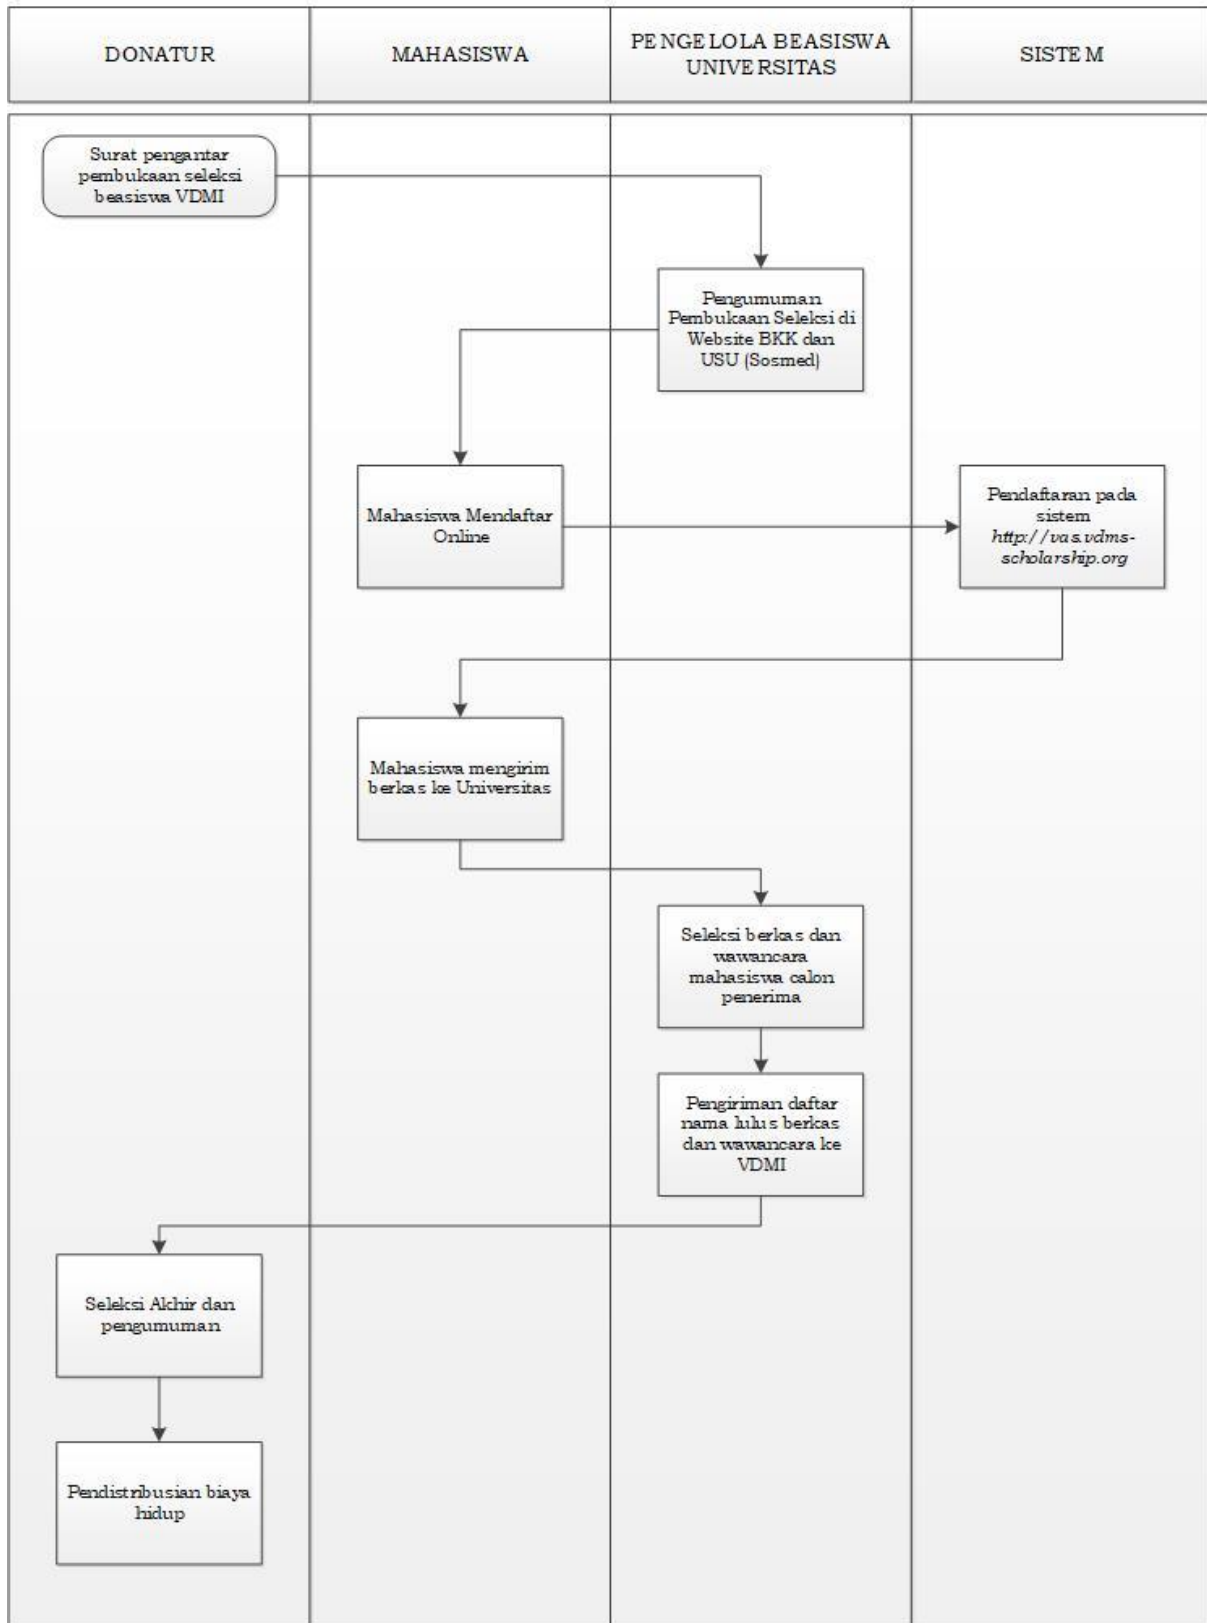 DONATUR
MAHASISWA
PENGELOLA BEASISWA
UNIVERSITAS
SISTEM
Surat pengantar
pembukaan seleksi
beasiswa VDMI
Pengumuman
Pembukaan Seleksi di
Website BKK dan
USU (Sosmed)
Mahasiswa Mendaftar
Online
Pendaftaran pada
sistem
http://vas.vdms-
scholarship.org
Mahasiswa mengirim
berkas ke Universitas
Seleksi berkas dan
wawancara
mahasiswa calon
penerima
Pengiriman daftar
nama lulus berkas
dan wawancara ke
VDMI
Seleksi Akhir dan
pengumuman
Pendistribusian biaya
hidup